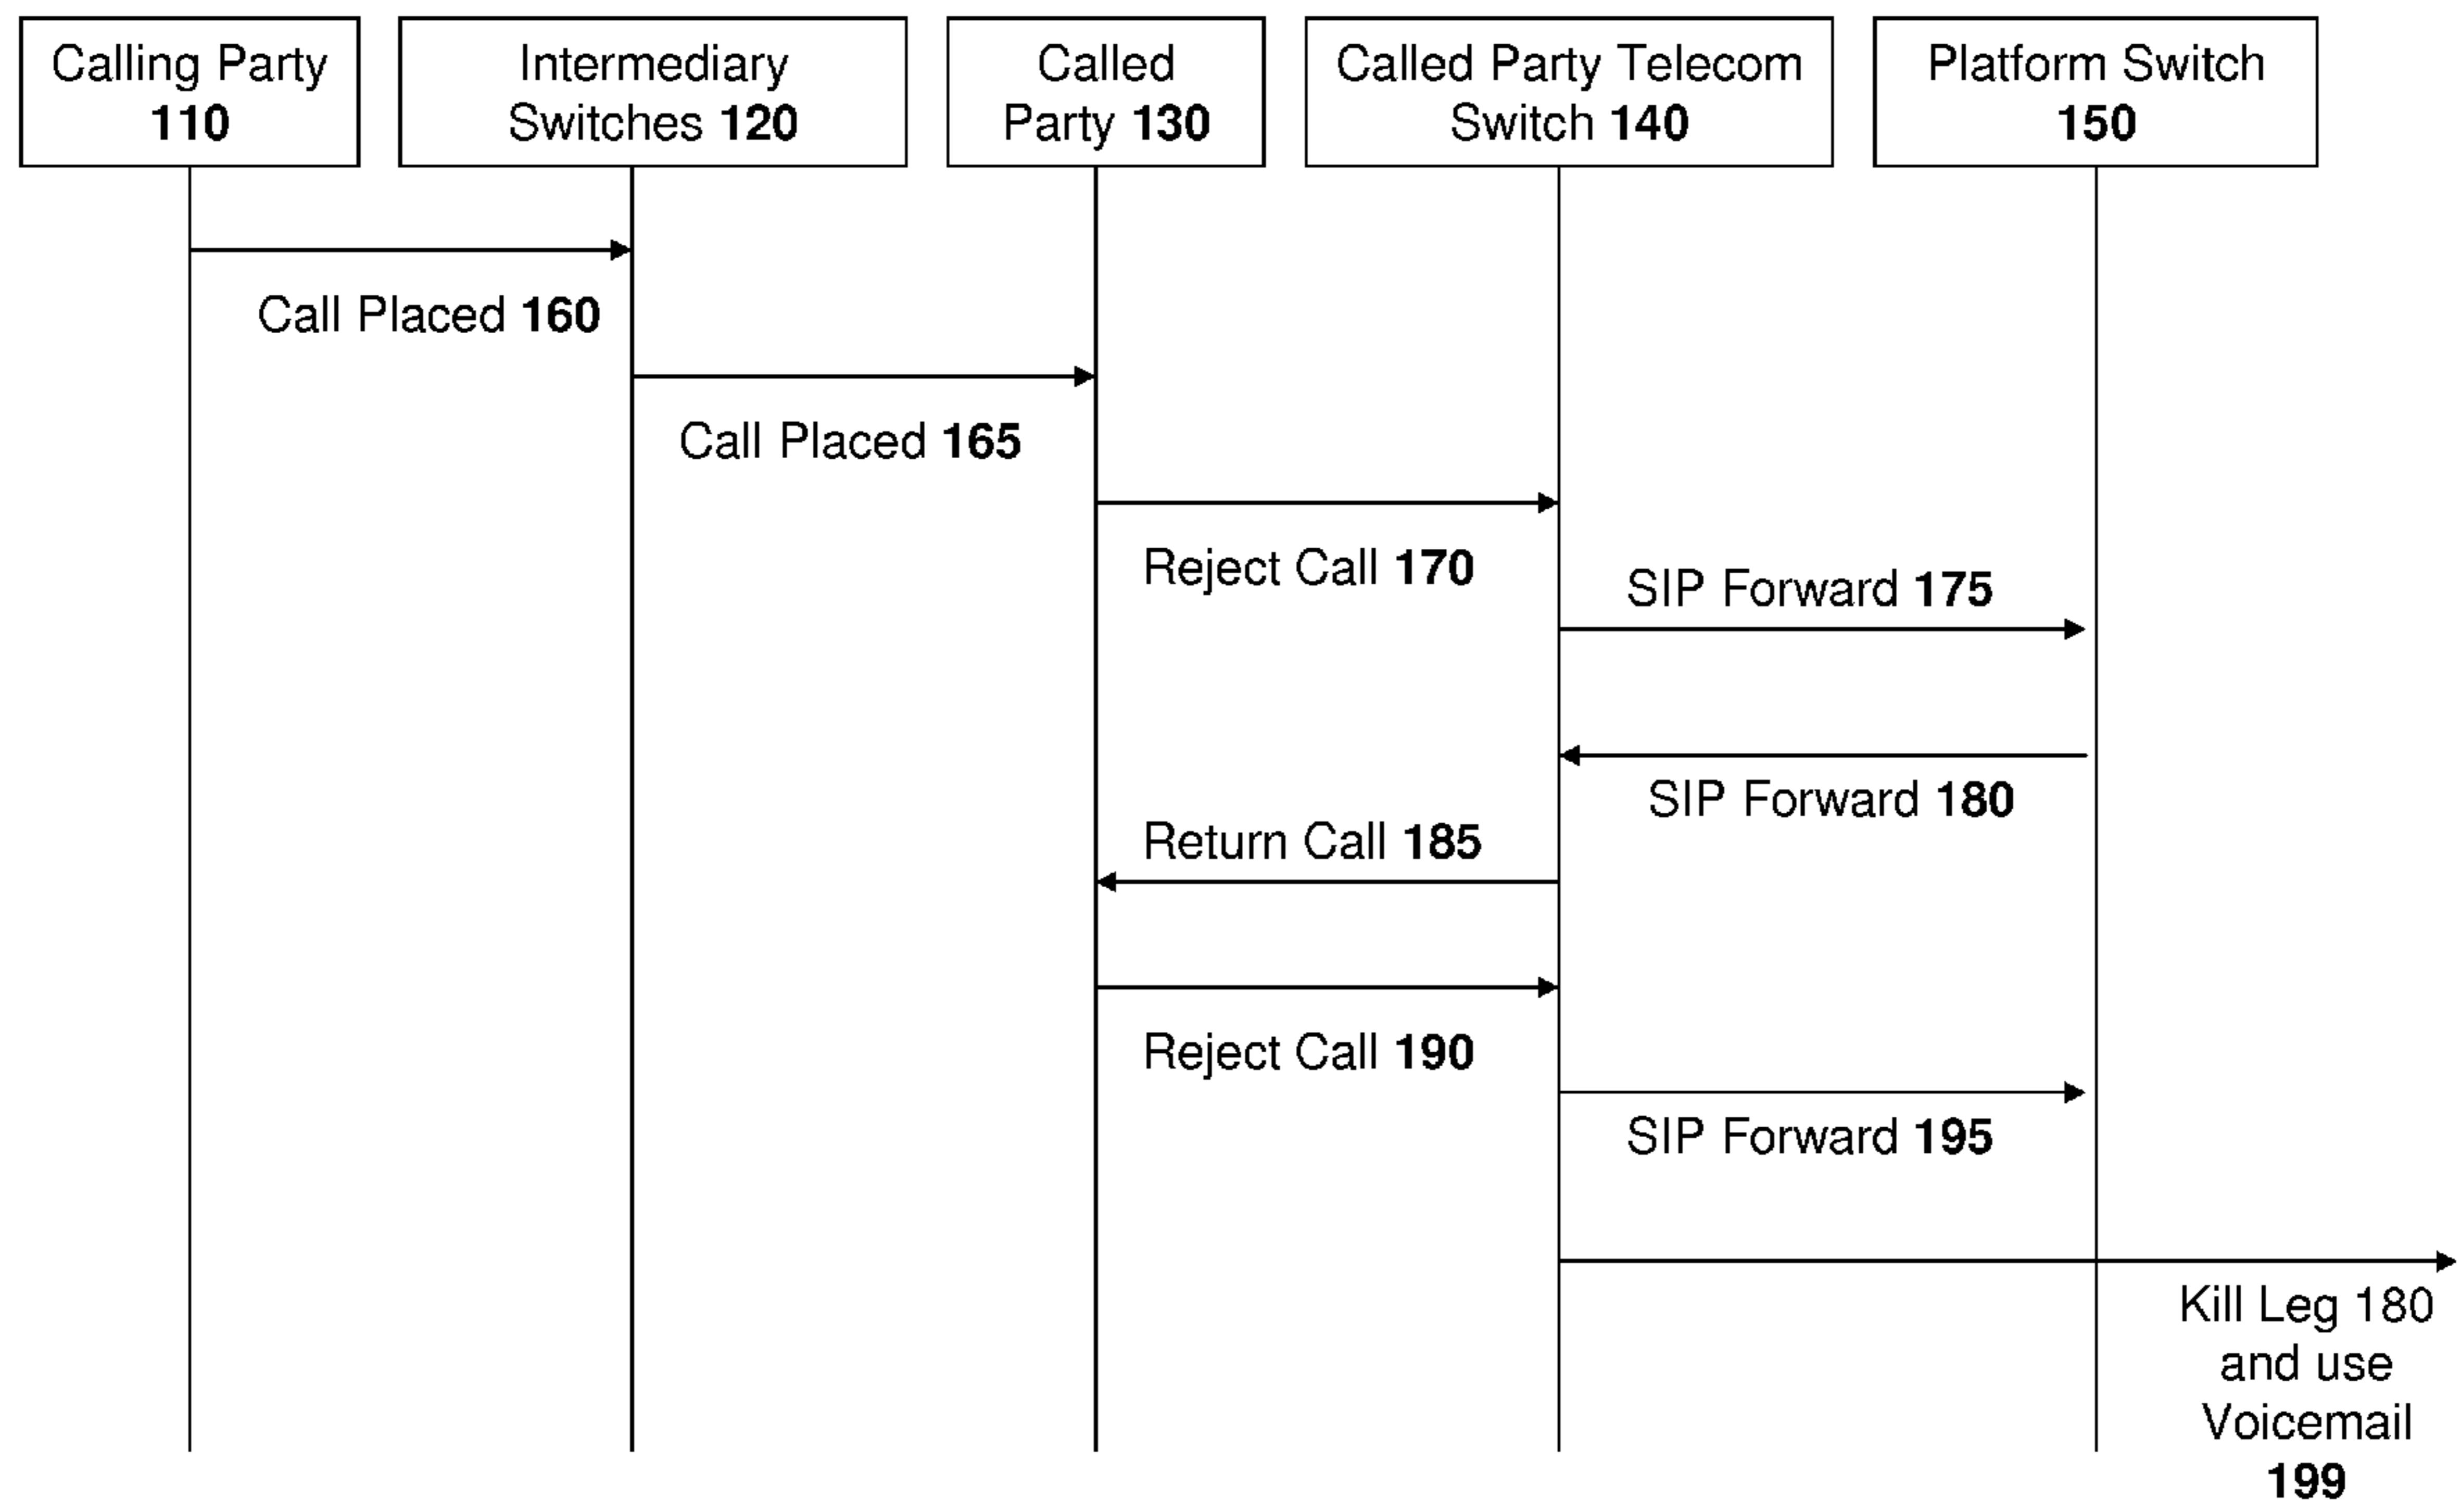 Calling Party
110
Intermediary
Switches 120
Called
Party 130
Called Party Telecom
Switch 140
Platform Switch
150
Call Placed 160
Call Placed 165
Reject Call 170
SIP Forward 175
SIP Forward 180
Return Call 185
Reject Call 190
SIP Forward 195
Kill Leg 180
and use
Voicemail
199